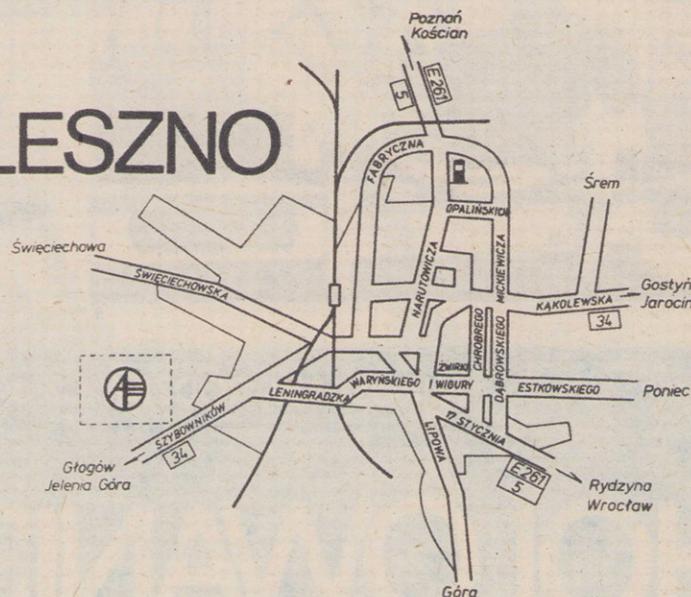 Poznań
Kościan
E 261
5
LESZNO
FABRYCZNA
Śrem
OPALIŃSKICH
Święciechowa
ŚWIĘCIECHOWSKA
NARUTOWICZA
MICKIEWICZA
Gostyń
Jarocin
KĄKOLEWSKA
34
CHROBREGO
DĄBROWSKIEGO
ŻWIRKI
I WIGURY
WARYŃSKIEGO
ESTKOWSKIEGO
Poniec
LENINGRADZKA
SZYBOWNIKÓW
34
LIPOWA
17 STYCZNIA
Głogów
Jelenia Góra
E 261
5
Rydzyna
Wrocław
Góra